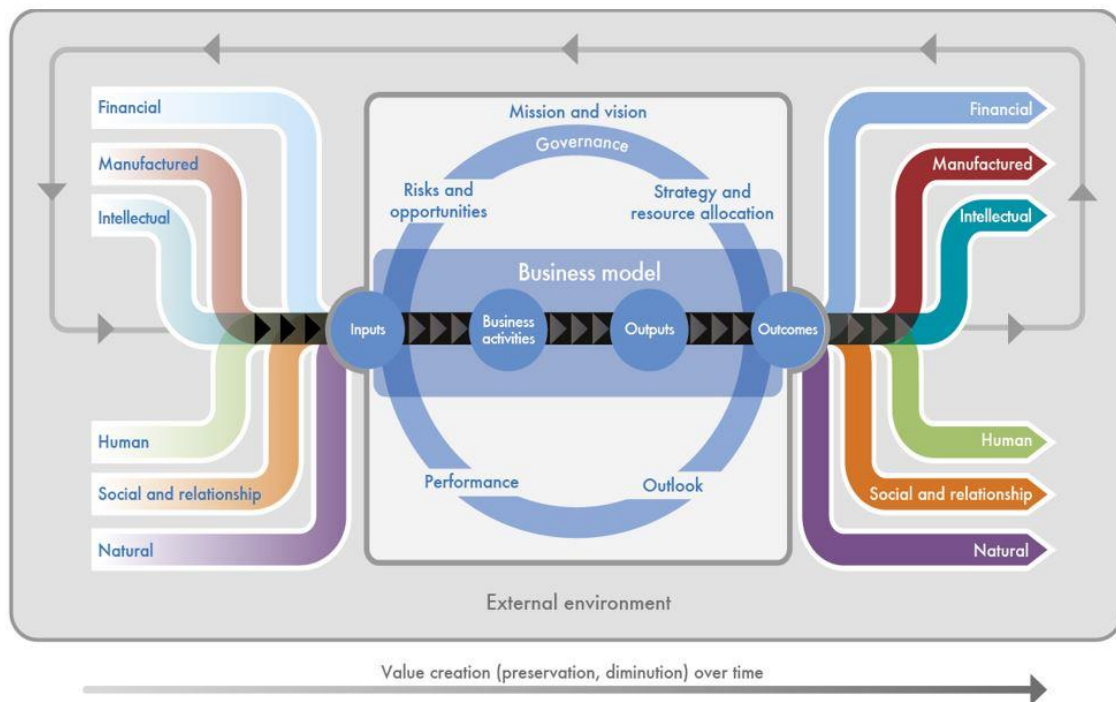 Financial
Manufactured
Intellectual
Human
Social and relationship
Natural
Mission and vision
Governance
Risks and
opportunities
Strategy and
resource allocation
Business model
Inputs
Business
activities
Outputs
Outcomes
Performance
Outlook
Financial
Manufactured
Intellectual
Human
Social and relationship
Natural
External environment
Value creation (preservation, diminution) over time